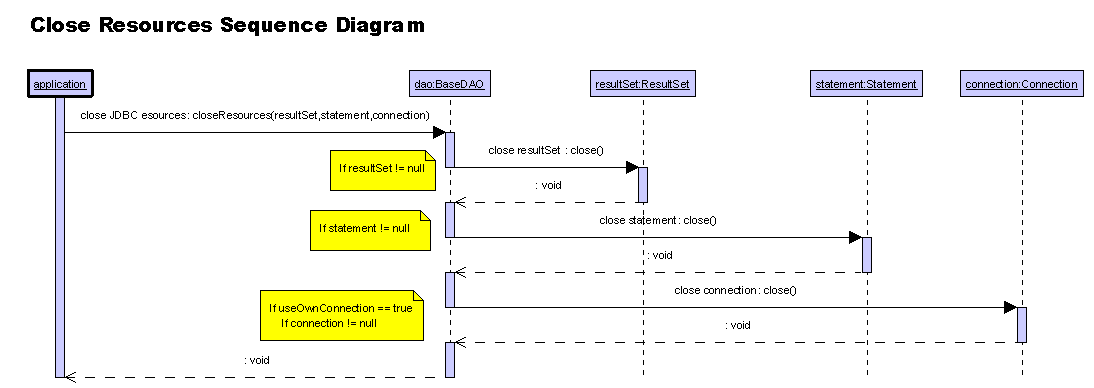 Close Resources Sequence Diagram
application
dao:BaseDAO
resultSet:ResultSet
statement:Statement
connection:Connection
close JDBC esources: closeResources(resultSet,statement,connection)
close resultSet : close()
If resultSet != null
: void
If statement != null
close statement: close()
: void
close connection: close()
If useOwnConnection == true
If connection != null
: void
: void